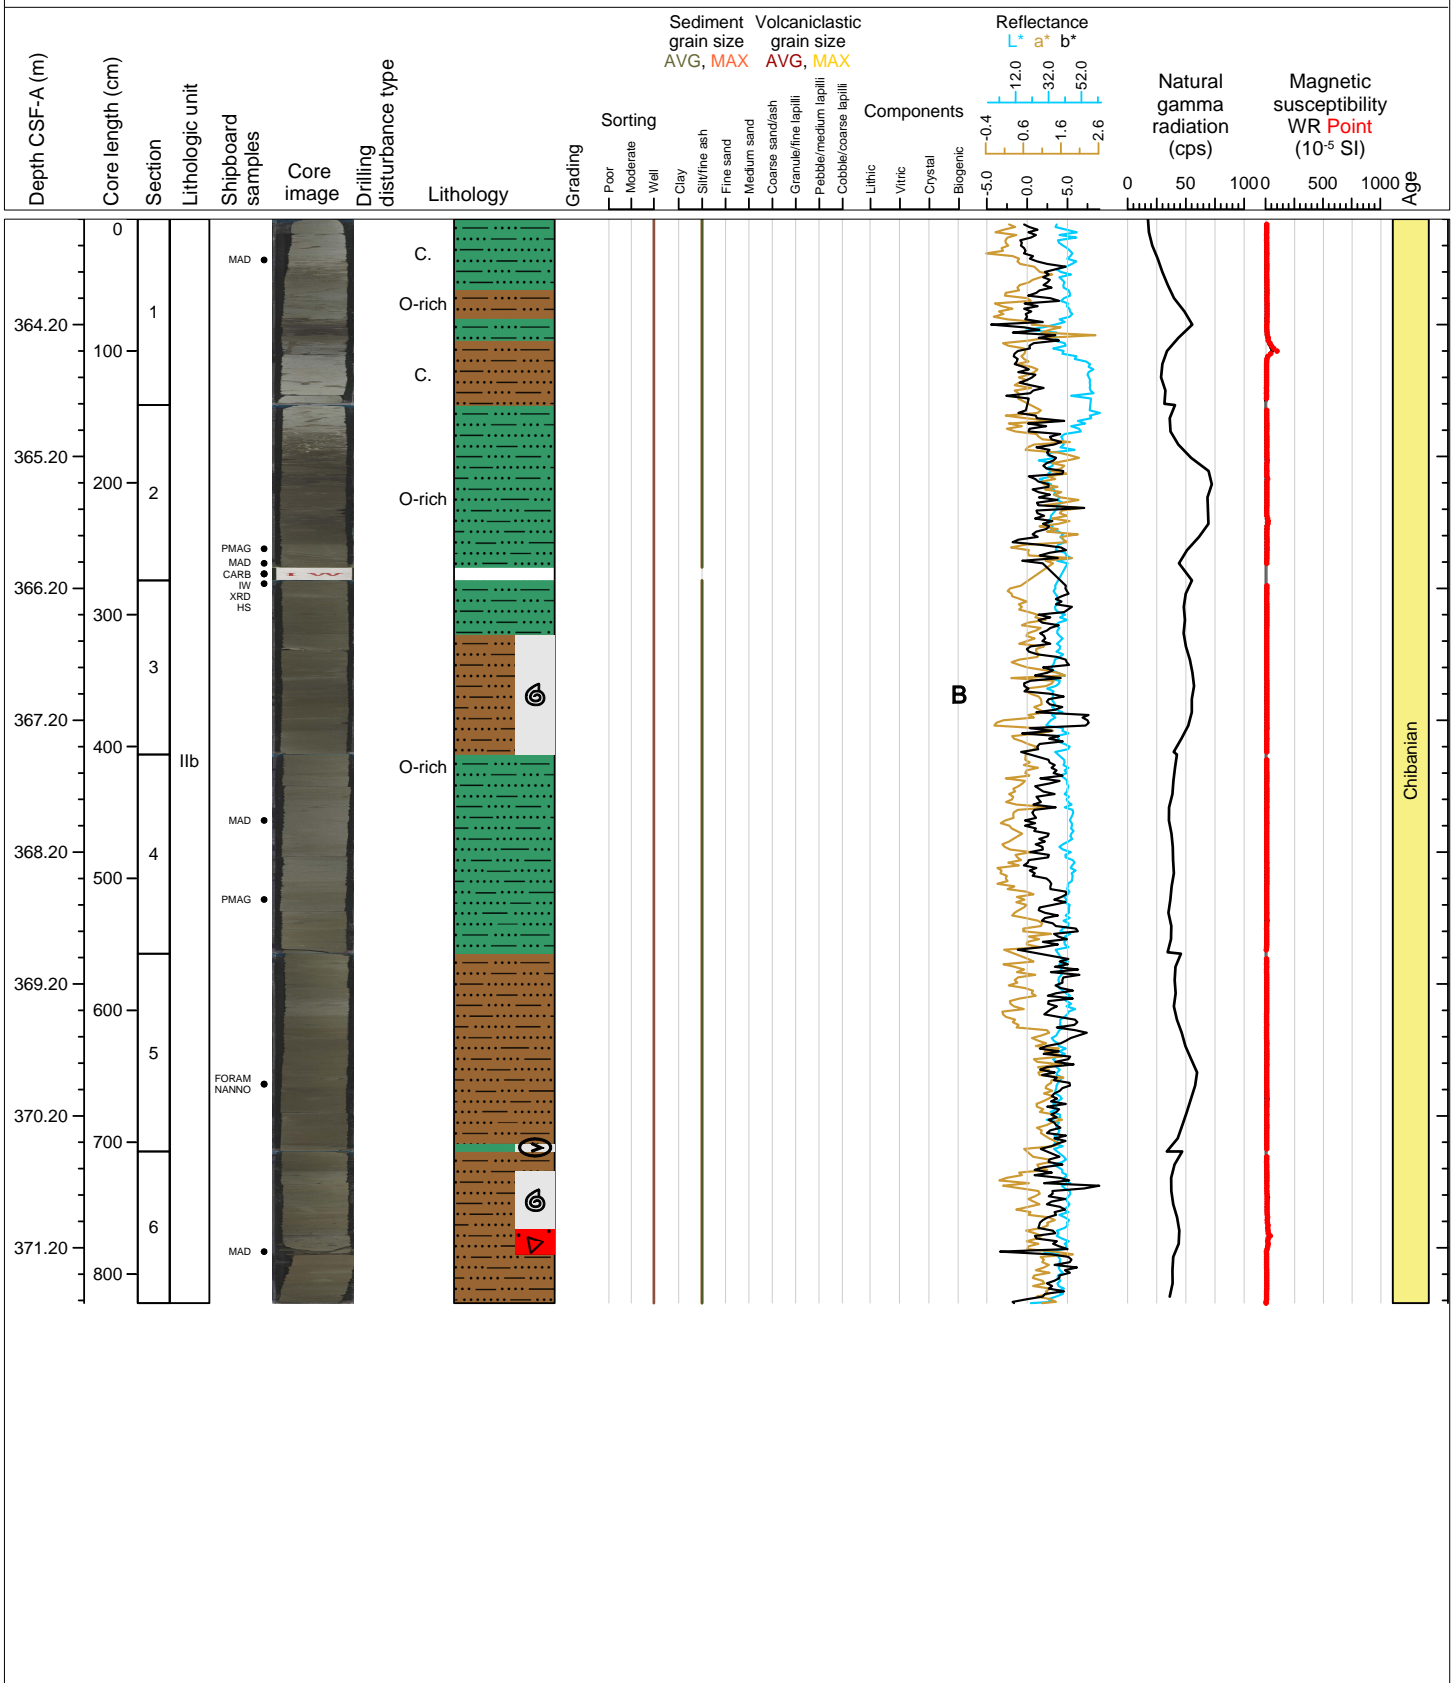 Depth CSF-A (m)
Core length (cm)
Section
Lithologic unit
Shipboard
samples
Core
image
Drilling
disturbance type
Lithology
Grading
Sorting
Poor
Moderate
Well
Sediment
grain size
AVG, MAX
Volcaniclastic
grain size
AVG, MAX
Clay
Silt/fine ash
Fine sand
Medium sand
Coarse sand/ash
Granule/fine lapilli
Pebble/medium lapilli
Cobble/coarse lapilli
Components
Lithic
Vitric
Crystal
Biogenic
Reflectance
L* a* b*
12.0 32.0 52.0
-0.4 0.6 1.6 2.6
-5.0 0.0 5.0
Natural
gamma
radiation
(cps)
0 50 100
Magnetic
susceptibility
WR Point
(10-5 SI)
0 500 1000
Age
0
MAD
C.
O-rich
1
364.20
100
C.
365.20
200
2
O-rich
PMAG
MAD
CARB
I W
IW
366.20
XRD
HS
300
3
B
367.20
400
IIb
O-rich
Chibanian
MAD
368.20
4
500
PMAG
369.20
600
5
FORAM
NANNO
370.20
700
V
6
371.20
MAD
800